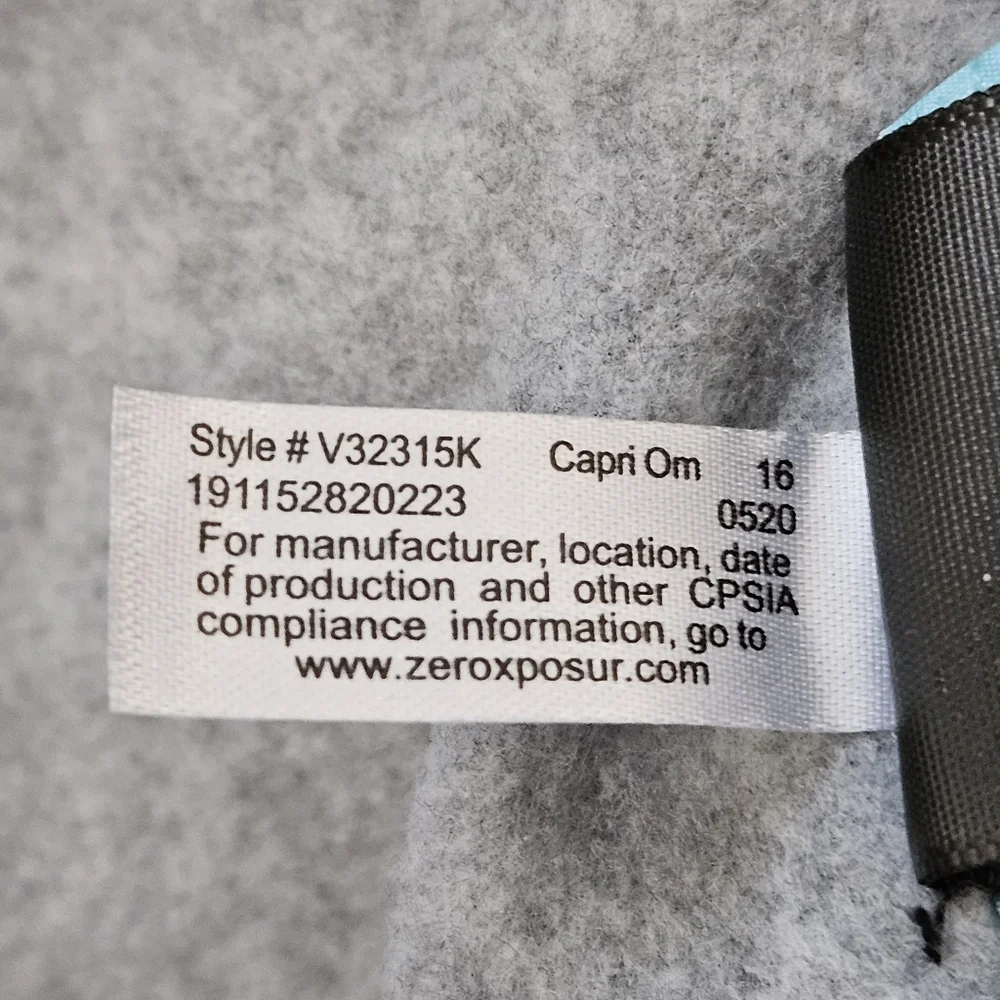 Style # V32315K Capri Om 16
191152820223 0520
For manufacturer, location, date
of production and other CPSIA
compliance information, go to
www.zeroxposur.com